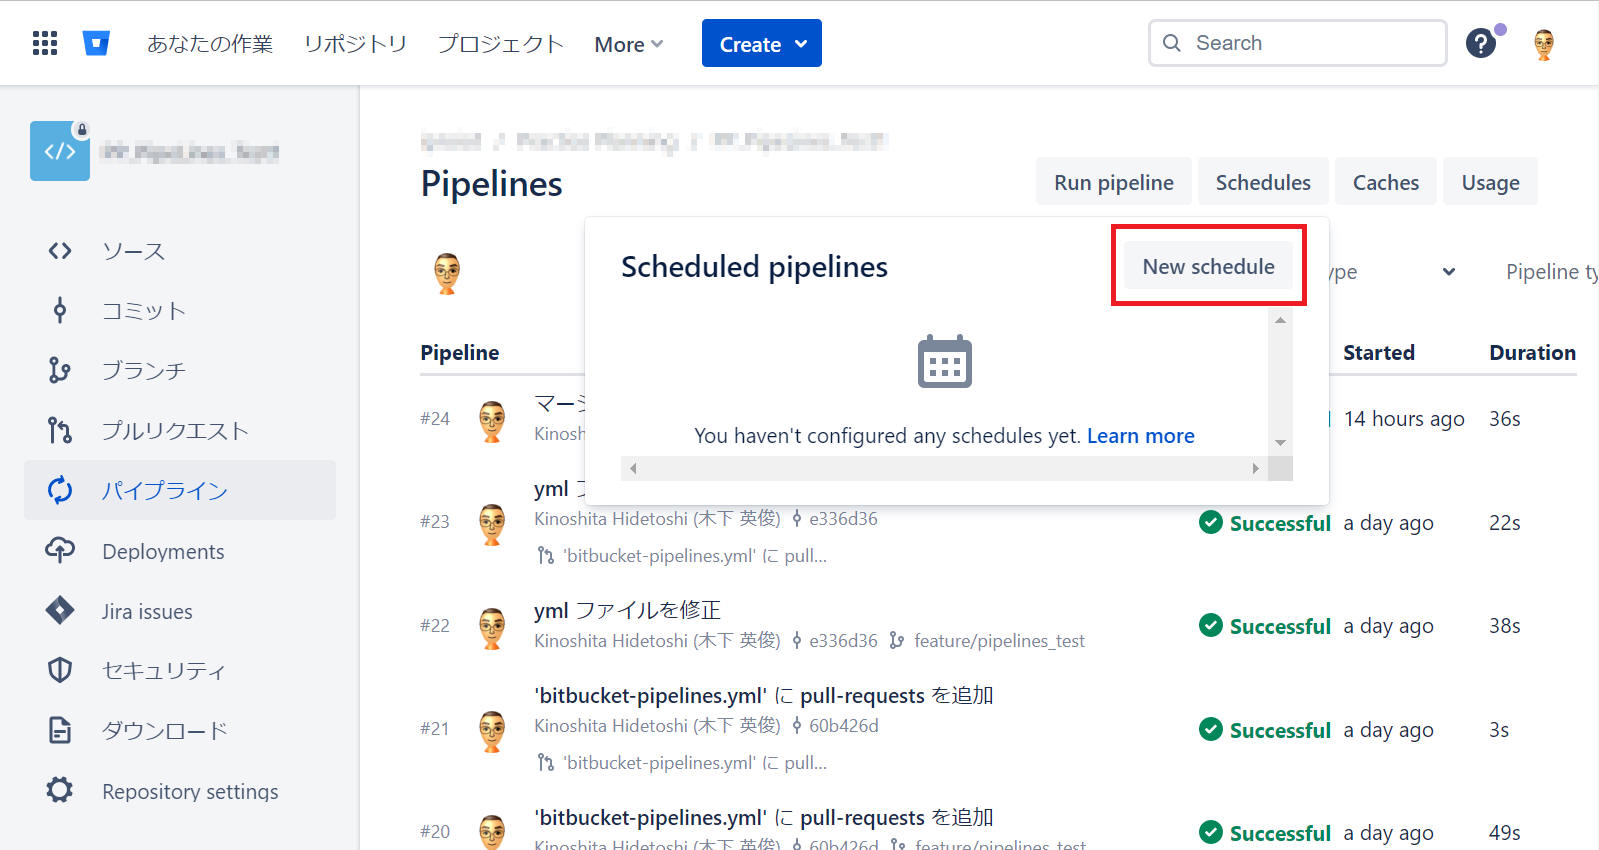 あなたの作業 リポジトリ プロジェクト More Create Search ?
Pipelines
Run pipeline Schedules Caches Usage
ソース
コミット
ブランチ
プルリクエスト
パイプライン
Deployments
Jira issues
セキュリティ
ダウンロード
Repository settings
Scheduled pipelines New schedule
You haven't configured any schedules yet. Learn more
ype Pipeline ty
Pipeline Started Duration
#24 マージ 14 hours ago 36s
Kinosh
yml
#23 Kinoshita Hidetoshi (木下 英俊) e336d36 Successful a day ago 22s
'bitbucket-pipelines.yml' に pull...
yml ファイルを修正
#22 Kinoshita Hidetoshi (木下 英俊) e336d36 feature/pipelines_test Successful a day ago 38s
'bitbucket-pipelines.yml' に pull-requests を追加
#21 Kinoshita Hidetoshi (木下 英俊) 60b426d Successful a day ago 3s
'bitbucket-pipelines.yml' に pull...
'bitbucket-pipelines.yml' に pull-requests を追加
#20 Successful a day ago 49s
Kinoshita Hidetoshi (木下 英俊) 60b426d feature/pipelines_test